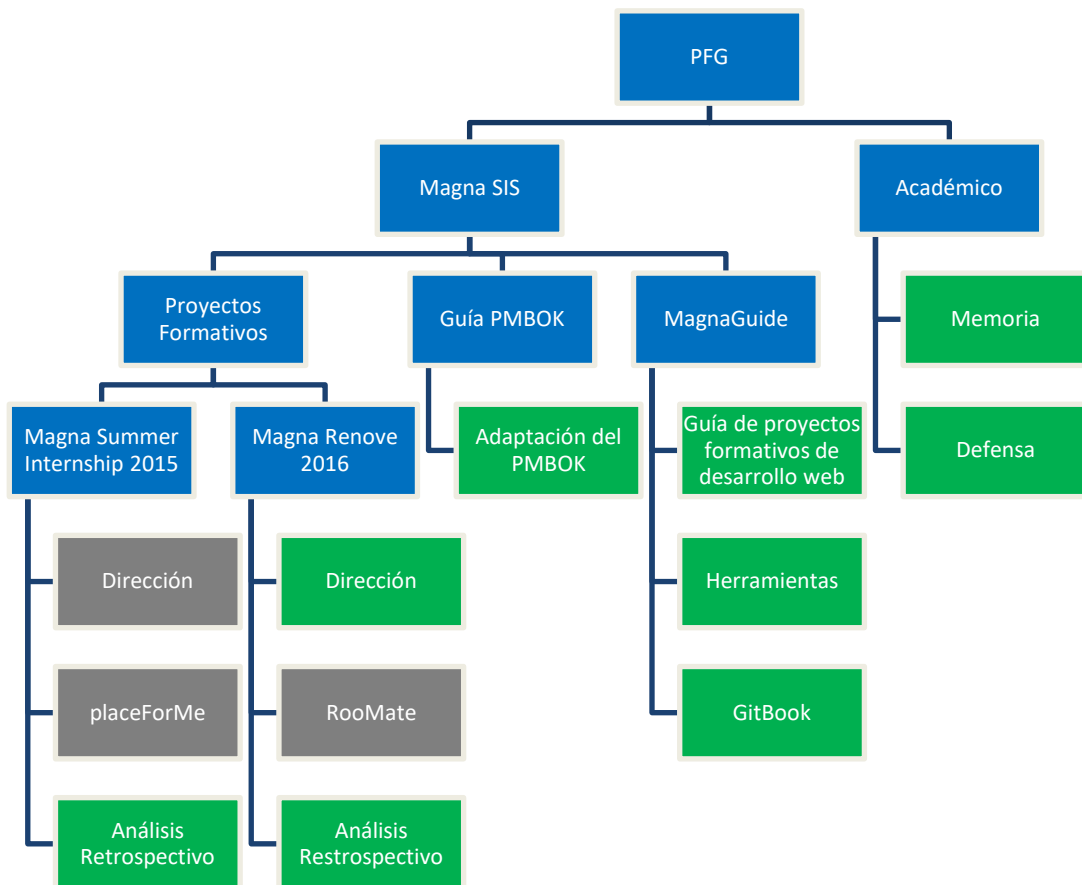 PFG
Magna SIS
Académico
Proyectos
Formativos
Guía PMBOK
MagnaGuide
Memoria
Magna Summer
Internship 2015
Magna Renove
2016
Adaptación del
PMBOK
Guía de proyectos
formativos de
desarrollo web
Defensa
Dirección
Dirección
Herramientas
placeForMe
RooMate
GitBook
Análisis
Retrospectivo
Análisis
Restrospectivo